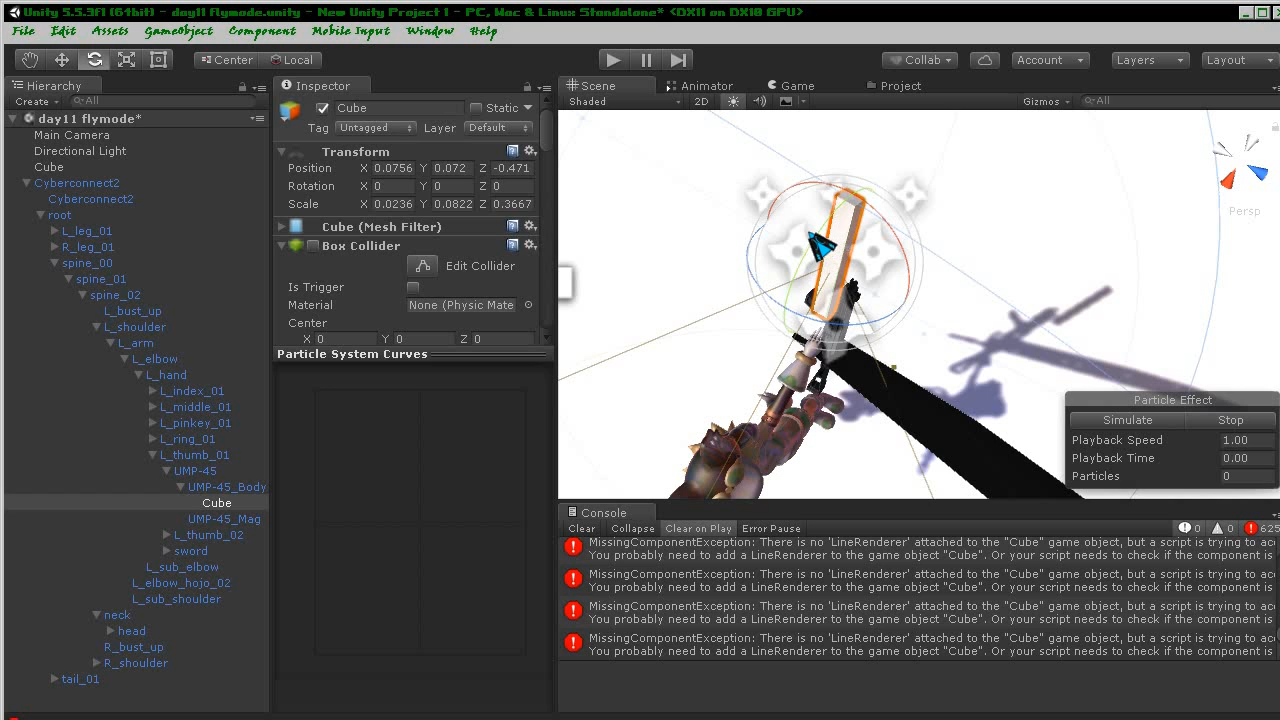 Unity 5.5.3f1 (64bit) - day11 flymode.unity - New Unity Project 1 - PC, Mac & Linux Standalone* <DX11 on DX10 GPU>
File Edit Assets GameObject Component Mobile Input Window Help
Center Local Collab Account Layers Layout
Hierarchy
Create All
day11 flymode*
Main Camera
Directional Light
Cube
Cyberconnect2
Cyberconnect2
root
L_leg_01
R_leg_01
spine_00
spine_01
spine_02
L_bust_up
L_shoulder
L_arm
L_elbow
L_hand
L_index_01
L_middle_01
L_pinkey_01
L_ring_01
L_thumb_01
UMP-45
UMP-45_Body
Cube
UMP-45_Mag
L_thumb_02
sword
L_sub_elbow
L_elbow_hojo_02
L_sub_shoulder
neck
head
R_bust_up
R_shoulder
tail_01
Inspector
Cube Static
Tag Untagged Layer Default
Transform
Position X 0.0756 Y 0.072 Z -0.471
Rotation X 0 Y 0 Z 0
Scale X 0.0236 Y 0.0822 Z 0.3667
Cube (Mesh Filter)
Box Collider
Edit Collider
Is Trigger
Material None (Physic Mate
Center
X 0 Y 0 Z 0
Particle System Curves
Scene Animator Game Project
Shaded 2D Gizmos All
Persp
Particle Effect
Simulate Stop
Playback Speed 1.00
Playback Time 0.00
Particles 0
Console
Clear Collapse Clear on Play Error Pause 0 0 625
MissingComponentException: There is no 'LineRenderer' attached to the "Cube" game object, but a script is trying to ac
You probably need to add a LineRenderer to the game object "Cube". Or your script needs to check if the component is
MissingComponentException: There is no 'LineRenderer' attached to the "Cube" game object, but a script is trying to ac
You probably need to add a LineRenderer to the game object "Cube". Or your script needs to check if the component is
MissingComponentException: There is no 'LineRenderer' attached to the "Cube" game object, but a script is trying to ac
You probably need to add a LineRenderer to the game object "Cube". Or your script needs to check if the component is
MissingComponentException: There is no 'LineRenderer' attached to the "Cube" game object, but a script is trying to ac
You probably need to add a LineRenderer to the game object "Cube". Or your script needs to check if the component is